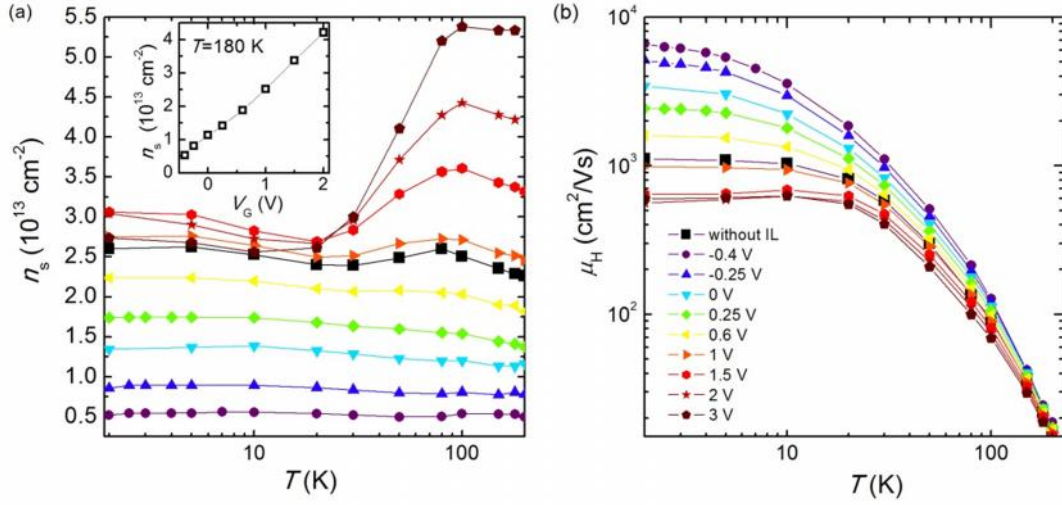 (a)
5.5
5.0
4.5
4.0
3.5
3.0
2.5
2.0
1.5
1.0
0.5
n_s (10^13 cm^-2)
10
100
T (K)
T=180 K
4
3
2
1
0
n_s (10^13 cm^-2)
0
1
2
V_G (V)
(b)
10^4
10^3
10^2
μ_H (cm^2/Vs)
without IL
-0.4 V
-0.25 V
0 V
0.25 V
0.6 V
1 V
1.5 V
2 V
3 V
10
100
T (K)